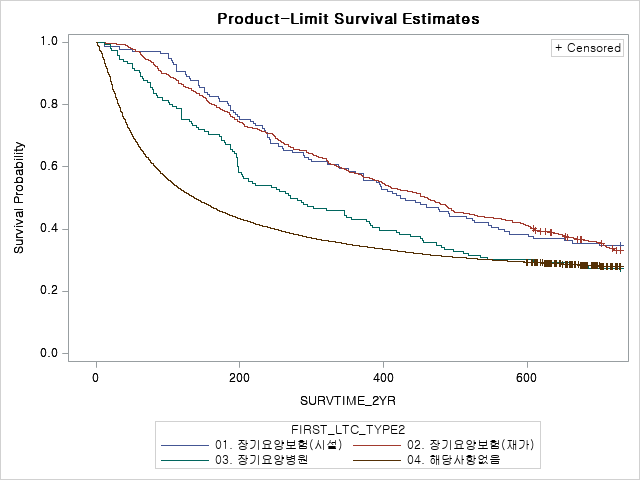 Product-Limit Survival Estimates
+ Censored
1.0
0.8
0.6
0.4
0.2
0.0
Survival Probability
0 200 400 600
SURVTIME_2YR
FIRST_LTC_TYPE2
01. 장기요양보험(시설) 02. 장기요양보험(재가)
03. 장기요양병원 04. 해당사항없음